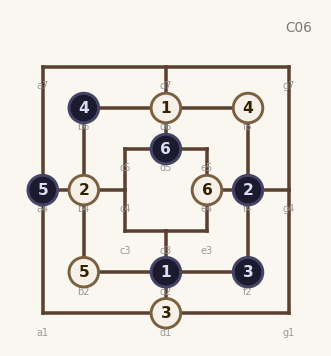 C06
a7 d7 g7
4 1 4
b6 d6 f6
6
c5 d5 e5
5 2 6 2
a4 b4 c4 e4 f4 g4
c3 d3 e3
5 1 3
b2 d2 f2
3
a1 d1 g1